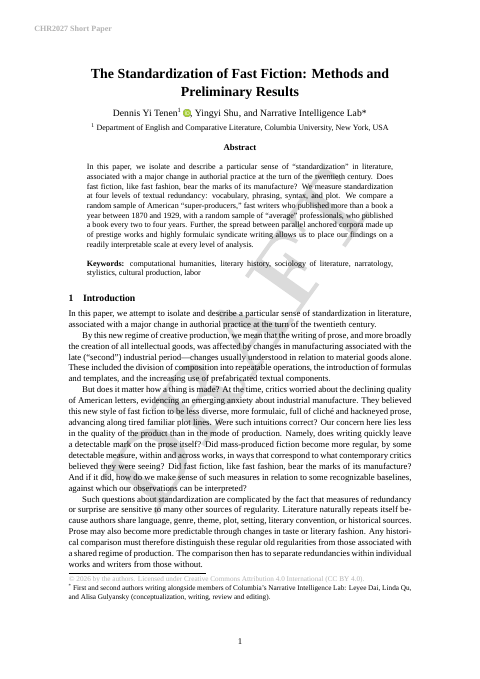 CHR2027 Short Paper
The Standardization of Fast Fiction: Methods and
Preliminary Results
Dennis Yi Tenen1 , Yingyi Shu, and Narrative Intelligence Lab*
1 Department of English and Comparative Literature, Columbia University, New York, USA
Abstract
In this paper, we isolate and describe a particular sense of “standardization” in literature,
associated with a major change in authorial practice at the turn of the twentieth century. Does
fast fiction, like fast fashion, bear the marks of its manufacture? We measure standardization
at four levels of textual redundancy: vocabulary, phrasing, syntax, and plot. We compare a
random sample of American “super-producers,” fast writers who published more than a book a
year between 1870 and 1929, with a random sample of “average” professionals, who published
a book every two to four years. Further, the spread between parallel anchored corpora made up
of prestige works and highly formulaic syndicate writing allows us to place our findings on a
readily interpretable scale at every level of analysis.
Keywords: computational humanities, literary history, sociology of literature, narratology,
stylistics, cultural production, labor
1 Introduction
In this paper, we attempt to isolate and describe a particular sense of standardization in literature,
associated with a major change in authorial practice at the turn of the twentieth century.
By this new regime of creative production, we mean that the writing of prose, and more broadly
the creation of all intellectual goods, was affected by changes in manufacturing associated with the
late (“second”) industrial period—changes usually understood in relation to material goods alone.
These included the division of composition into repeatable operations, the introduction of formulas
and templates, and the increasing use of prefabricated textual components.
But does it matter how a thing is made? At the time, critics worried about the declining quality
of American letters, evidencing an emerging anxiety about industrial manufacture. They believed
this new style of fast fiction to be less diverse, more formulaic, full of cliché and hackneyed prose,
advancing along tired familiar plot lines. Were such intuitions correct? Our concern here lies less
in the quality of the product than in the mode of production. Namely, does writing quickly leave
a detectable mark on the prose itself? Did mass-produced fiction become more regular, by some
detectable measure, within and across works, in ways that correspond to what contemporary critics
believed they were seeing? Did fast fiction, like fast fashion, bear the marks of its manufacture?
And if it did, how do we make sense of such measures in relation to some recognizable baselines,
against which our observations can be interpreted?
Such questions about standardization are complicated by the fact that measures of redundancy
or surprise are sensitive to many other sources of regularity. Literature naturally repeats itself be-
cause authors share language, genre, theme, plot, setting, literary convention, or historical sources.
Prose may also become more predictable through changes in taste or literary fashion. Any histori-
cal comparison must therefore distinguish these regular old regularities from those associated with
a shared regime of production. The comparison then has to separate redundancies within individual
works and writers from those without.
© 2026 by the authors. Licensed under Creative Commons Attribution 4.0 International (CC BY 4.0).
* First and second authors writing alongside members of Columbia’s Narrative Intelligence Lab: Leyee Dai, Linda Qu,
and Alisa Gulyansky (conceptualization, writing, review and editing).
1
DRAFT